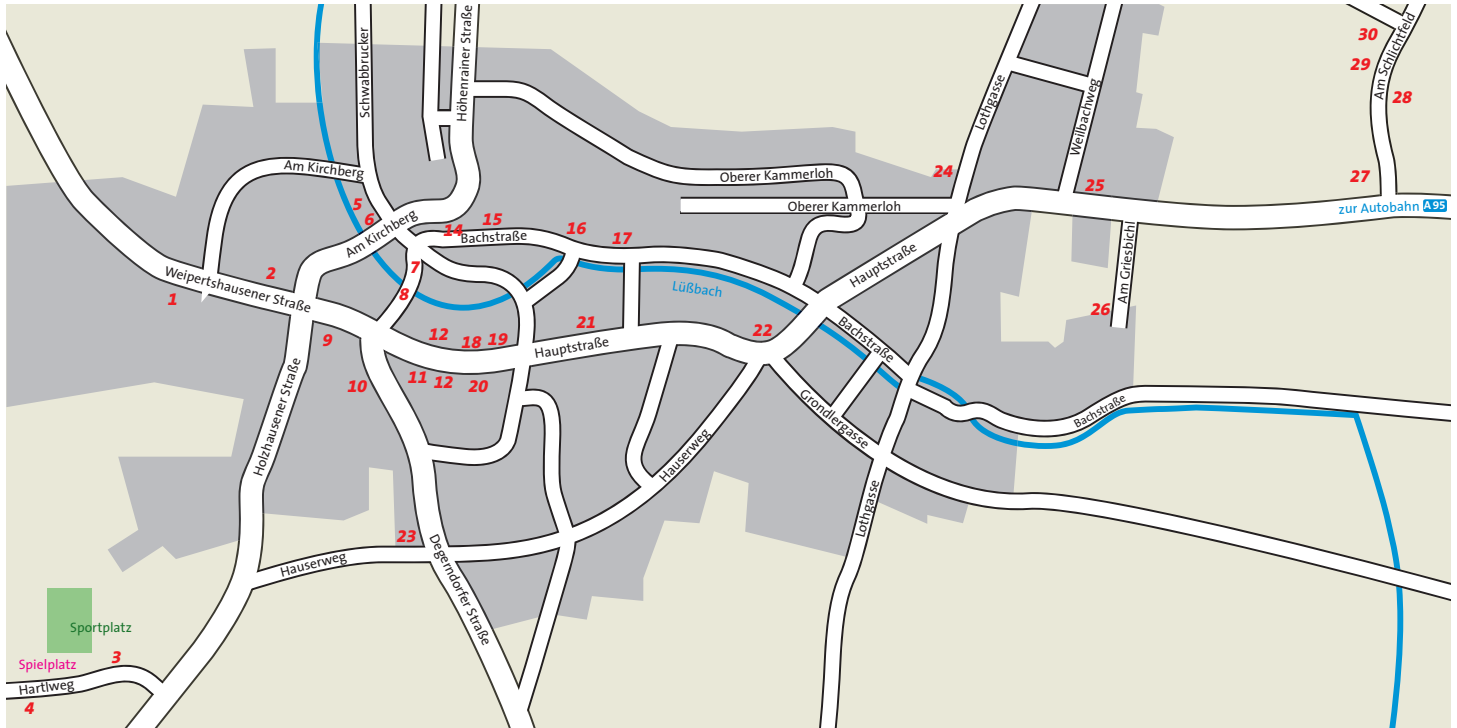 30
29
Am Schlichtfeld
28
Schwabbrucker
Höhenrainer Straße
Lothgasse
Weilbachweg
Am Kirchberg
Oberer Kammerloh
24
25
27
5
6
Oberer Kammerloh
zur Autobahn A 95
Am Kirchberg
14
15
Bachstraße
16
17
7
8
2
1
Weipertshausener Straße
Lüßbach
Hauptstraße
Am Griesbichl
26
9
10
12
18
19
21
Hauptstraße
22
Bachstraße
11
12
20
Holzhausener Straße
Grondlergasse
Bachstraße
Hauserweg
Lothgasse
23
Hauserweg
Degerndorfer Straße
Sportplatz
Spielplatz
3
Hartlweg
4